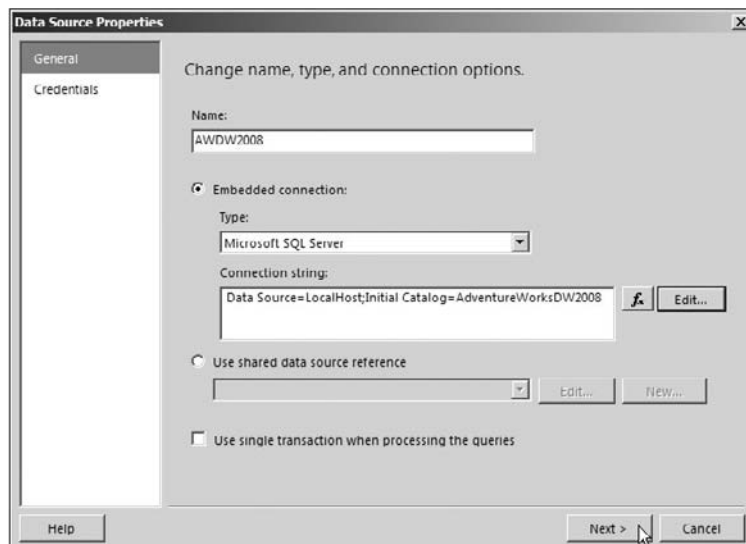 Data Source Properties
General
Credentials
Change name, type, and connection options.
Name:
AWDW2008
Embedded connection:
Type:
Microsoft SQL Server
Connection string:
Data Source=LocalHost;Initial Catalog=AdventureWorksDW2008
fx
Edit...
Use shared data source reference
Edit...
New...
Use single transaction when processing the queries
Help
Next >
Cancel